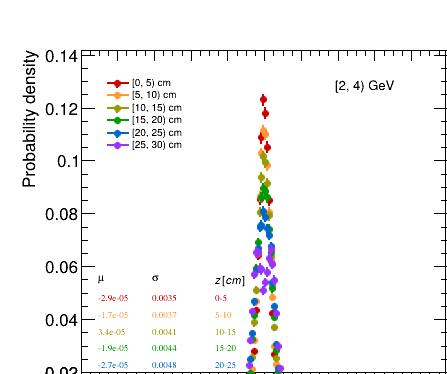 0.14
Probability density
[2, 4) GeV
[0, 5) cm
[5, 10) cm
[10, 15) cm
[15, 20) cm
[20, 25) cm
[25, 30) cm
0.12
0.1
0.08
0.06
0.04
μ σ z [cm]
-2.9e-05 0.0035 0-5
-1.7e-05 0.0037 5-10
3.4e-05 0.0041 10-15
-1.9e-05 0.0044 15-20
-2.7e-05 0.0048 20-25